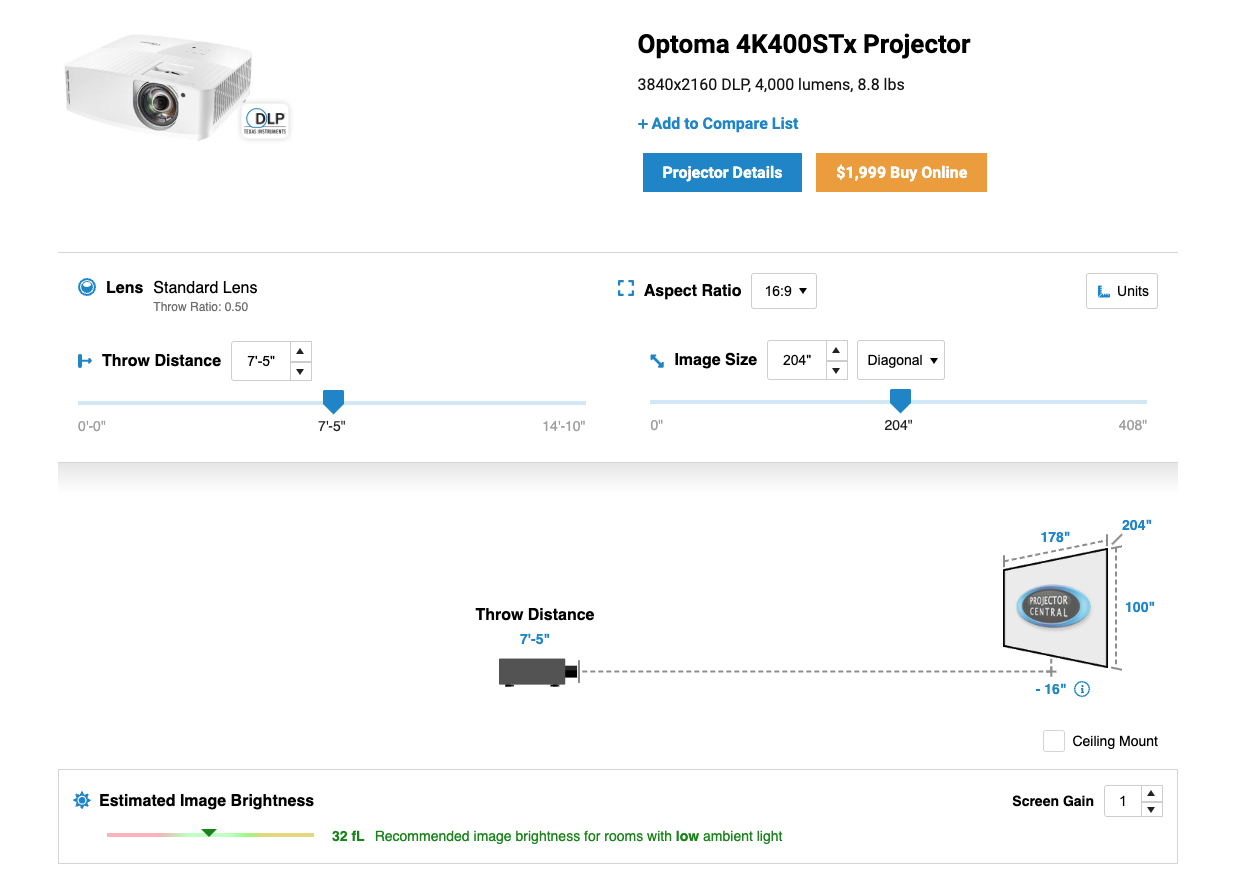 Optoma 4K400STx Projector
3840x2160 DLP, 4,000 lumens, 8.8 lbs
+ Add to Compare List
Projector Details
$1,999 Buy Online
DLP
TEXAS INSTRUMENTS
Lens Standard Lens
Throw Ratio: 0.50
Aspect Ratio 16:9
Units
Throw Distance 7'-5"
Image Size 204" Diagonal
0'-0" 7'-5" 14'-10"
0" 204" 408"
204"
178"
PROJECTOR
CENTRAL
100"
Throw Distance
7'-5"
- 16"
Ceiling Mount
Estimated Image Brightness
Screen Gain 1
32 fL Recommended image brightness for rooms with low ambient light